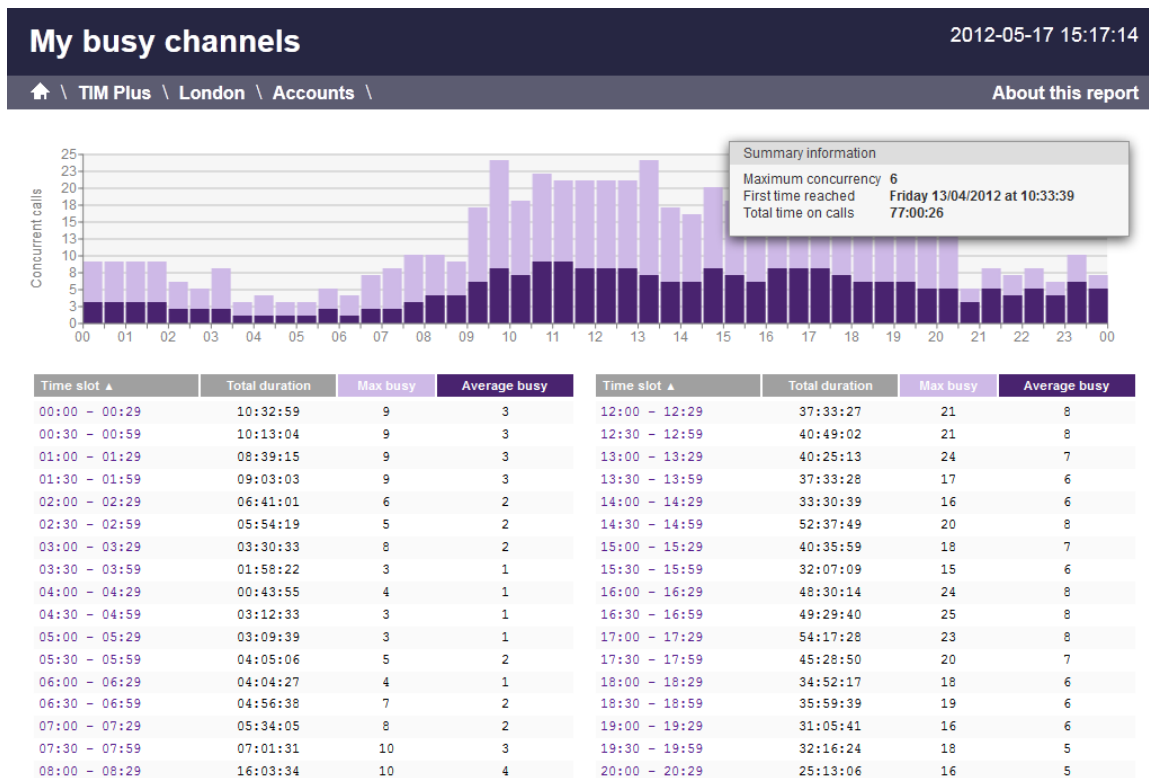 My busy channels
2012-05-17 15:17:14
\ TIM Plus \ London \ Accounts \
About this report
Summary information
Maximum concurrency 6
First time reached Friday 13/04/2012 at 10:33:39
Total time on calls 77:00:26
Concurrent calls
25
23
20
18
15
13
10
8
5
3
0
00 01 02 03 04 05 06 07 08 09 10 11 12 13 14 15 16 17 18 19 20 21 22 23 00
Time slot ▲ Total duration Max busy Average busy
00:00 - 00:29 10:32:59 9 3
00:30 - 00:59 10:13:04 9 3
01:00 - 01:29 08:39:15 9 3
01:30 - 01:59 09:03:03 9 3
02:00 - 02:29 06:41:01 6 2
02:30 - 02:59 05:54:19 5 2
03:00 - 03:29 03:30:33 8 2
03:30 - 03:59 01:58:22 3 1
04:00 - 04:29 00:43:55 4 1
04:30 - 04:59 03:12:33 3 1
05:00 - 05:29 03:09:39 3 1
05:30 - 05:59 04:05:06 5 2
06:00 - 06:29 04:04:27 4 1
06:30 - 06:59 04:56:38 7 2
07:00 - 07:29 05:34:05 8 2
07:30 - 07:59 07:01:31 10 3
08:00 - 08:29 16:03:34 10 4
Time slot ▲ Total duration Max busy Average busy
12:00 - 12:29 37:33:27 21 8
12:30 - 12:59 40:49:02 21 8
13:00 - 13:29 40:25:13 24 7
13:30 - 13:59 37:33:28 17 6
14:00 - 14:29 33:30:39 16 6
14:30 - 14:59 52:37:49 20 8
15:00 - 15:29 40:35:59 18 7
15:30 - 15:59 32:07:09 15 6
16:00 - 16:29 48:30:14 24 8
16:30 - 16:59 49:29:40 25 8
17:00 - 17:29 54:17:28 23 8
17:30 - 17:59 45:28:50 20 7
18:00 - 18:29 34:52:17 18 6
18:30 - 18:59 35:59:39 19 6
19:00 - 19:29 31:05:41 16 6
19:30 - 19:59 32:16:24 18 5
20:00 - 20:29 25:13:06 16 5